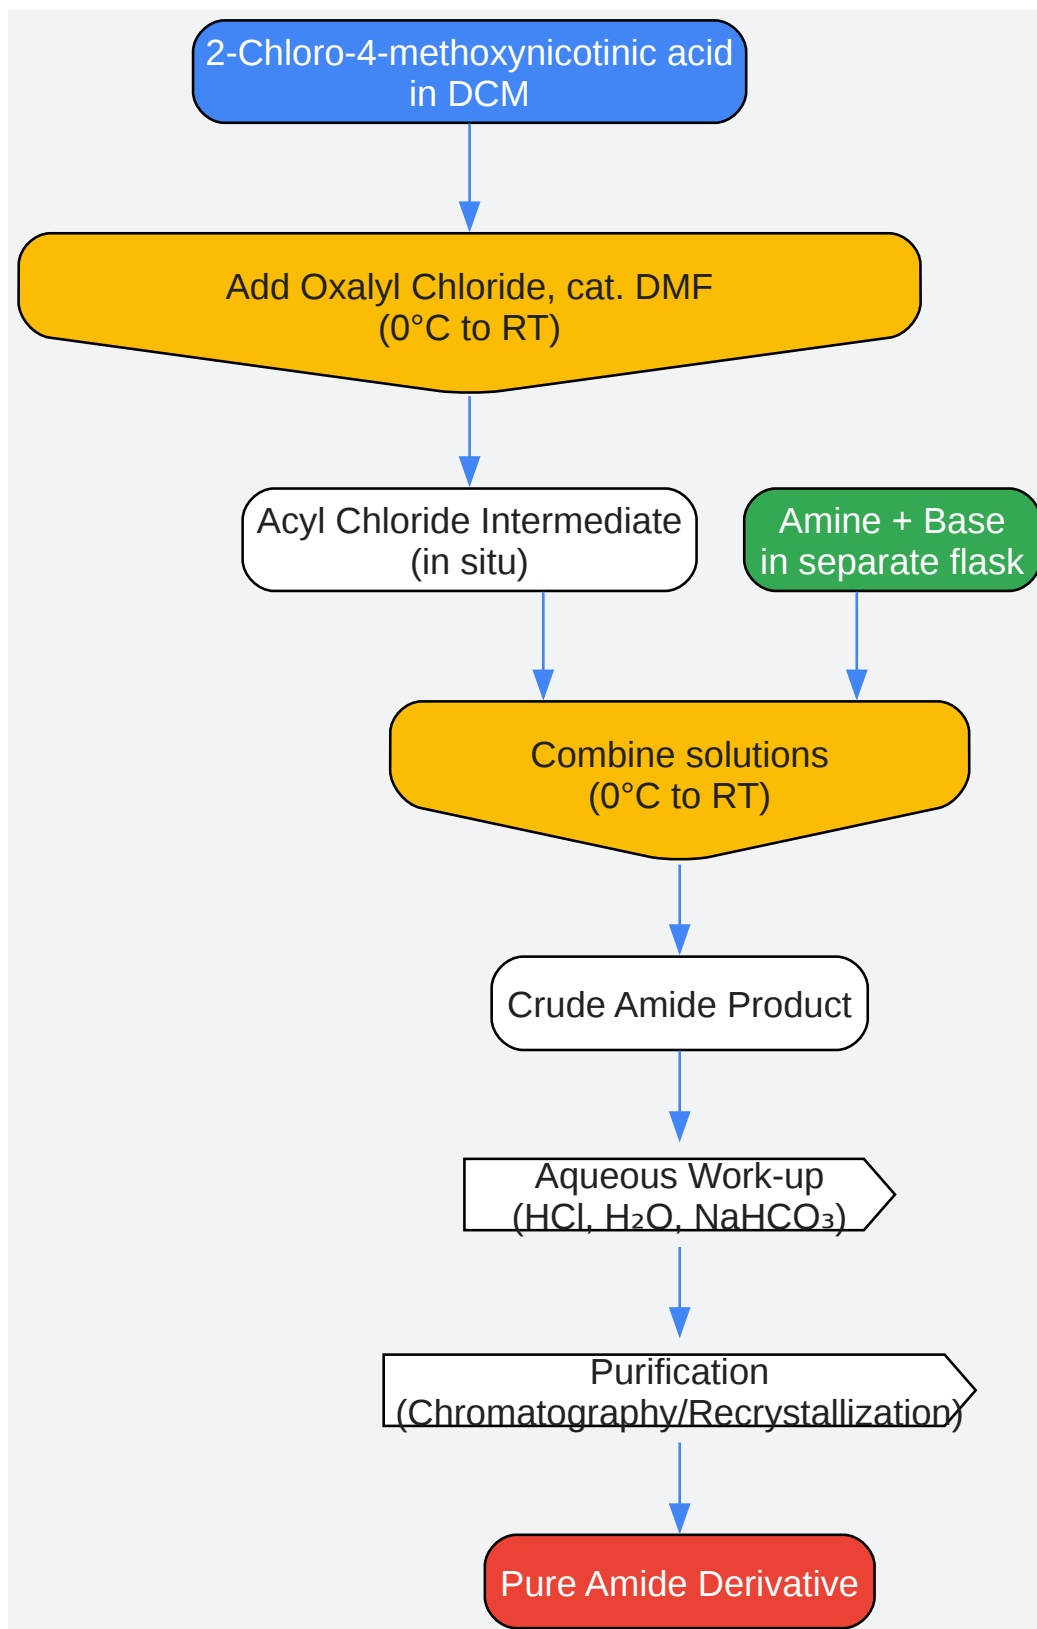 2-Chloro-4-methoxynicotinic acid
in DCM
Add Oxalyl Chloride, cat. DMF
(0°C to RT)
Acyl Chloride Intermediate
(in situ)
Amine + Base
in separate flask
Combine solutions
(0°C to RT)
Crude Amide Product
Aqueous Work-up
(HCl, H₂O, NaHCO₃)
Purification
(Chromatography/Recrystallization)
Pure Amide Derivative